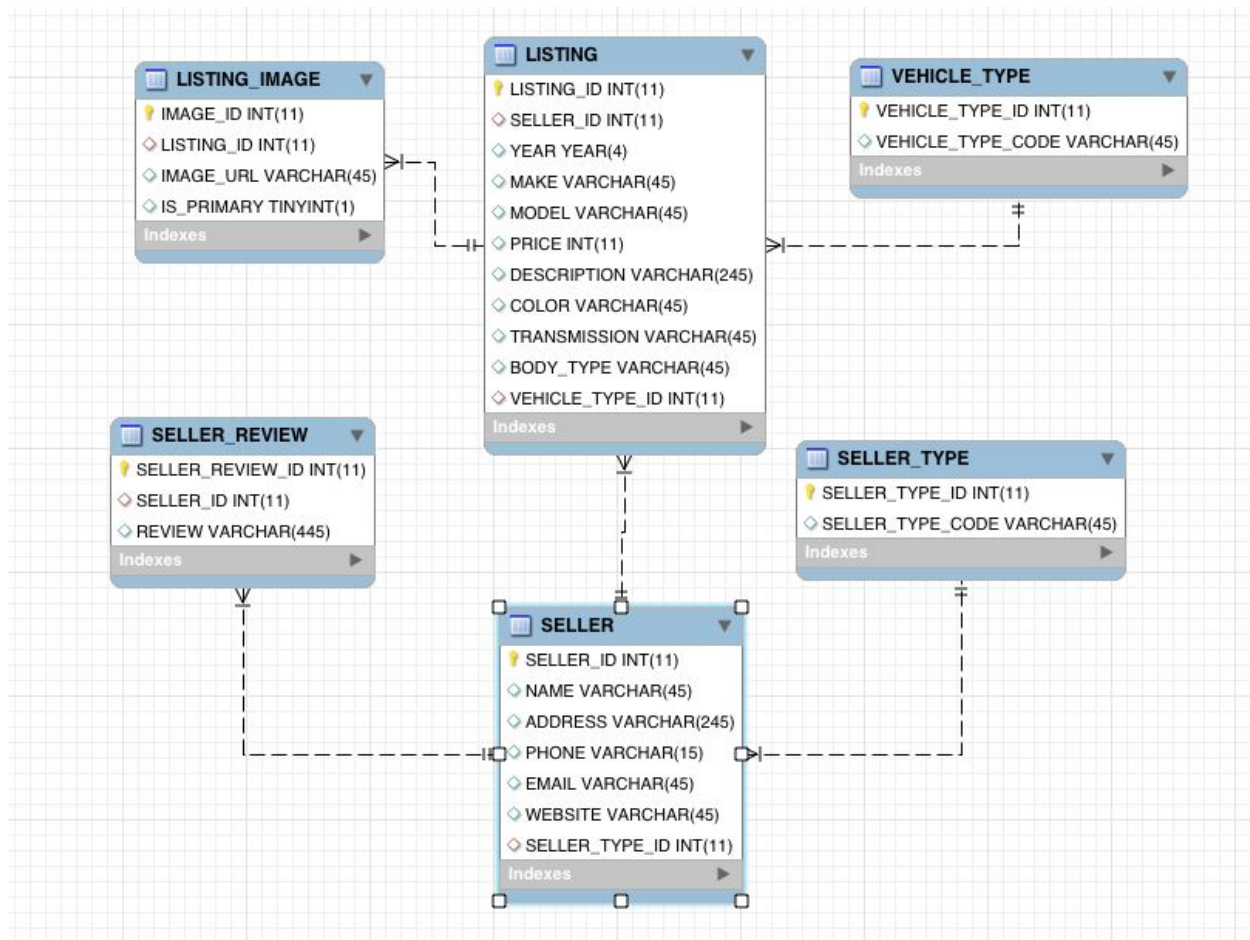 LISTING_IMAGE
IMAGE_ID INT(11)
LISTING_ID INT(11)
IMAGE_URL VARCHAR(45)
IS_PRIMARY TINYINT(1)
Indexes
LISTING
LISTING_ID INT(11)
SELLER_ID INT(11)
YEAR YEAR(4)
MAKE VARCHAR(45)
MODEL VARCHAR(45)
PRICE INT(11)
DESCRIPTION VARCHAR(245)
COLOR VARCHAR(45)
TRANSMISSION VARCHAR(45)
BODY_TYPE VARCHAR(45)
VEHICLE_TYPE_ID INT(11)
Indexes
VEHICLE_TYPE
VEHICLE_TYPE_ID INT(11)
VEHICLE_TYPE_CODE VARCHAR(45)
Indexes
SELLER_REVIEW
SELLER_REVIEW_ID INT(11)
SELLER_ID INT(11)
REVIEW VARCHAR(445)
Indexes
SELLER_TYPE
SELLER_TYPE_ID INT(11)
SELLER_TYPE_CODE VARCHAR(45)
Indexes
SELLER
SELLER_ID INT(11)
NAME VARCHAR(45)
ADDRESS VARCHAR(245)
PHONE VARCHAR(15)
EMAIL VARCHAR(45)
WEBSITE VARCHAR(45)
SELLER_TYPE_ID INT(11)
Indexes